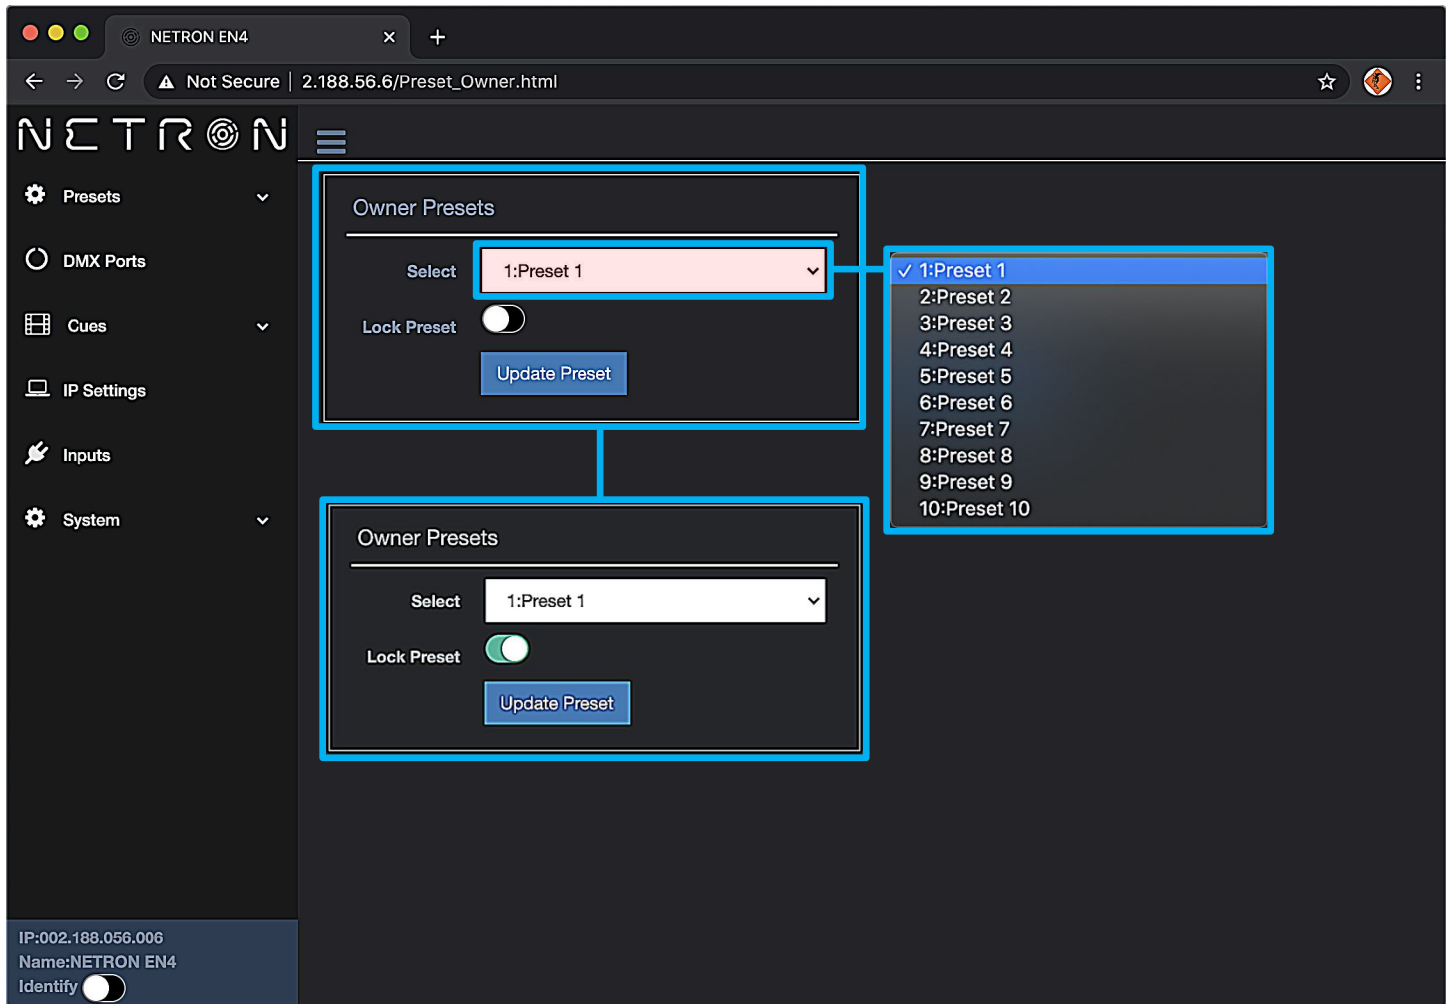 NETRON EN4
Not Secure | 2.188.56.6/Preset_Owner.html
NETRON
Presets
DMX Ports
Cues
IP Settings
Inputs
System
Owner Presets
Select 1:Preset 1
Lock Preset
Update Preset
✓ 1:Preset 1
2:Preset 2
3:Preset 3
4:Preset 4
5:Preset 5
6:Preset 6
7:Preset 7
8:Preset 8
9:Preset 9
10:Preset 10
Owner Presets
Select 1:Preset 1
Lock Preset
Update Preset
IP:002.188.056.006
Name:NETRON EN4
Identify